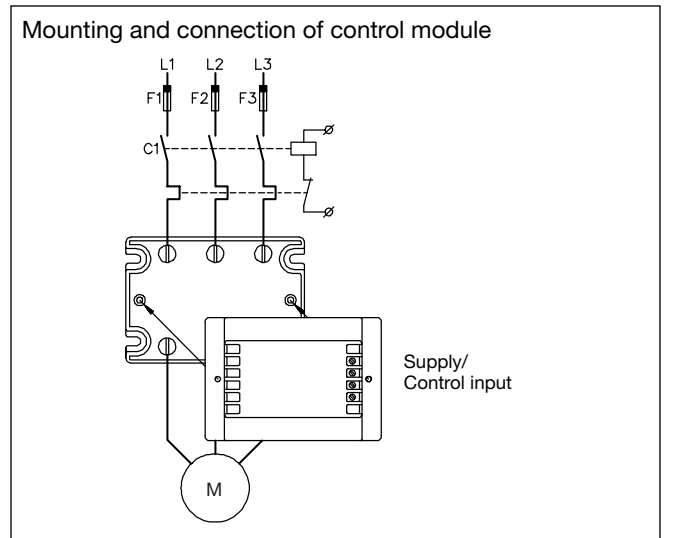 Mounting and connection of control module
L1 L2 L3
F1 F2 F3
C1
Supply/
Control input
M